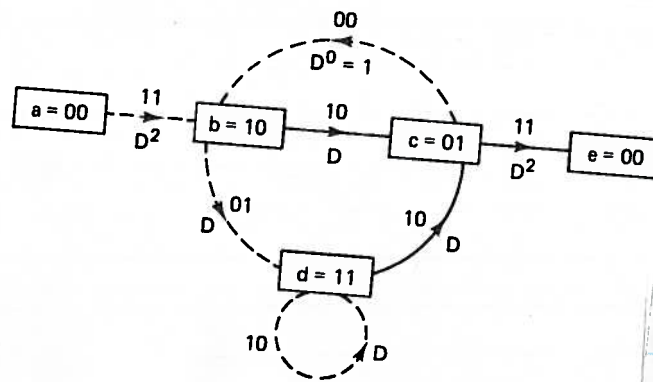 00
D⁰ = 1
11
10
11
a = 00
b = 10
c = 01
e = 00
D²
D
D²
01
10
D
D
d = 11
10
D